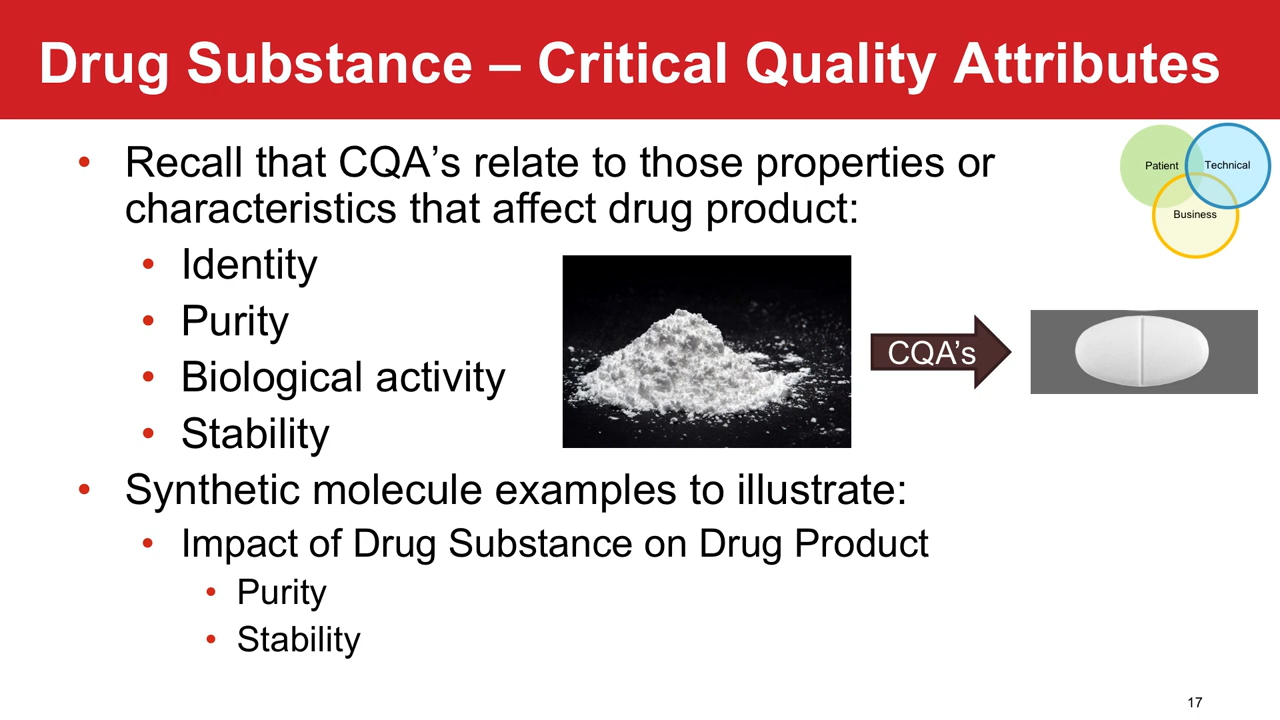 Drug Substance – Critical Quality Attributes
• Recall that CQA’s relate to those properties or
characteristics that affect drug product:
• Identity
• Purity
• Biological activity
• Stability
• Synthetic molecule examples to illustrate:
• Impact of Drug Substance on Drug Product
• Purity
• Stability
Patient
Technical
Business
CQA’s
17